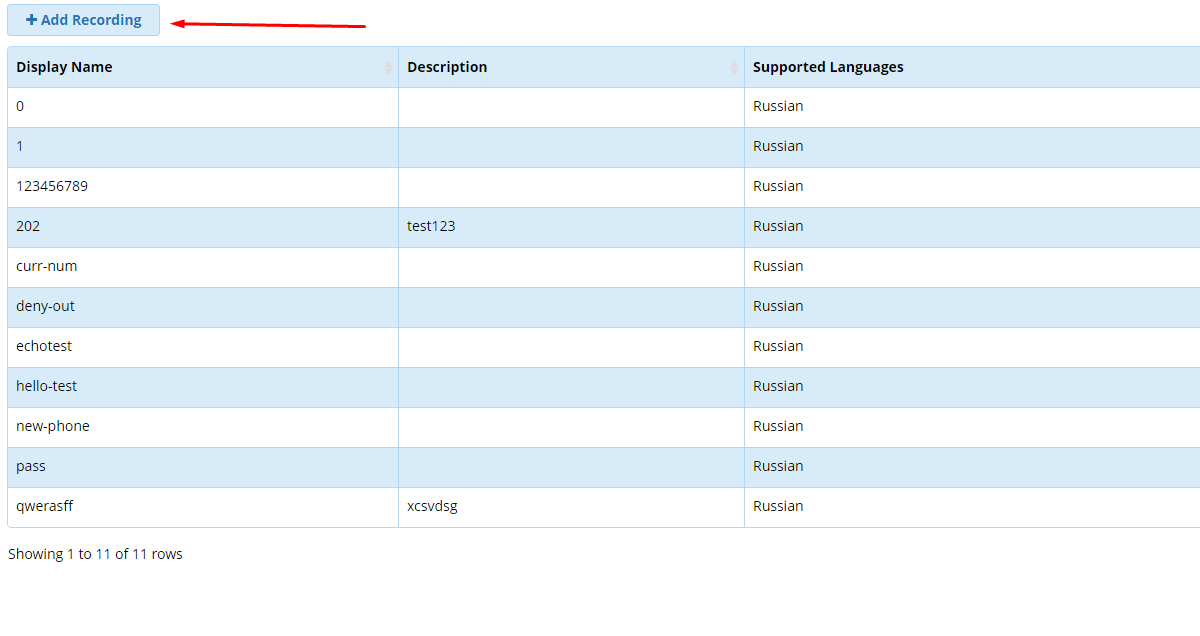 + Add Recording
Display Name Description Supported Languages
0 Russian
1 Russian
123456789 Russian
202 test123 Russian
curr-num Russian
deny-out Russian
echotest Russian
hello-test Russian
new-phone Russian
pass Russian
qwerasff xcsvdsg Russian
Showing 1 to 11 of 11 rows